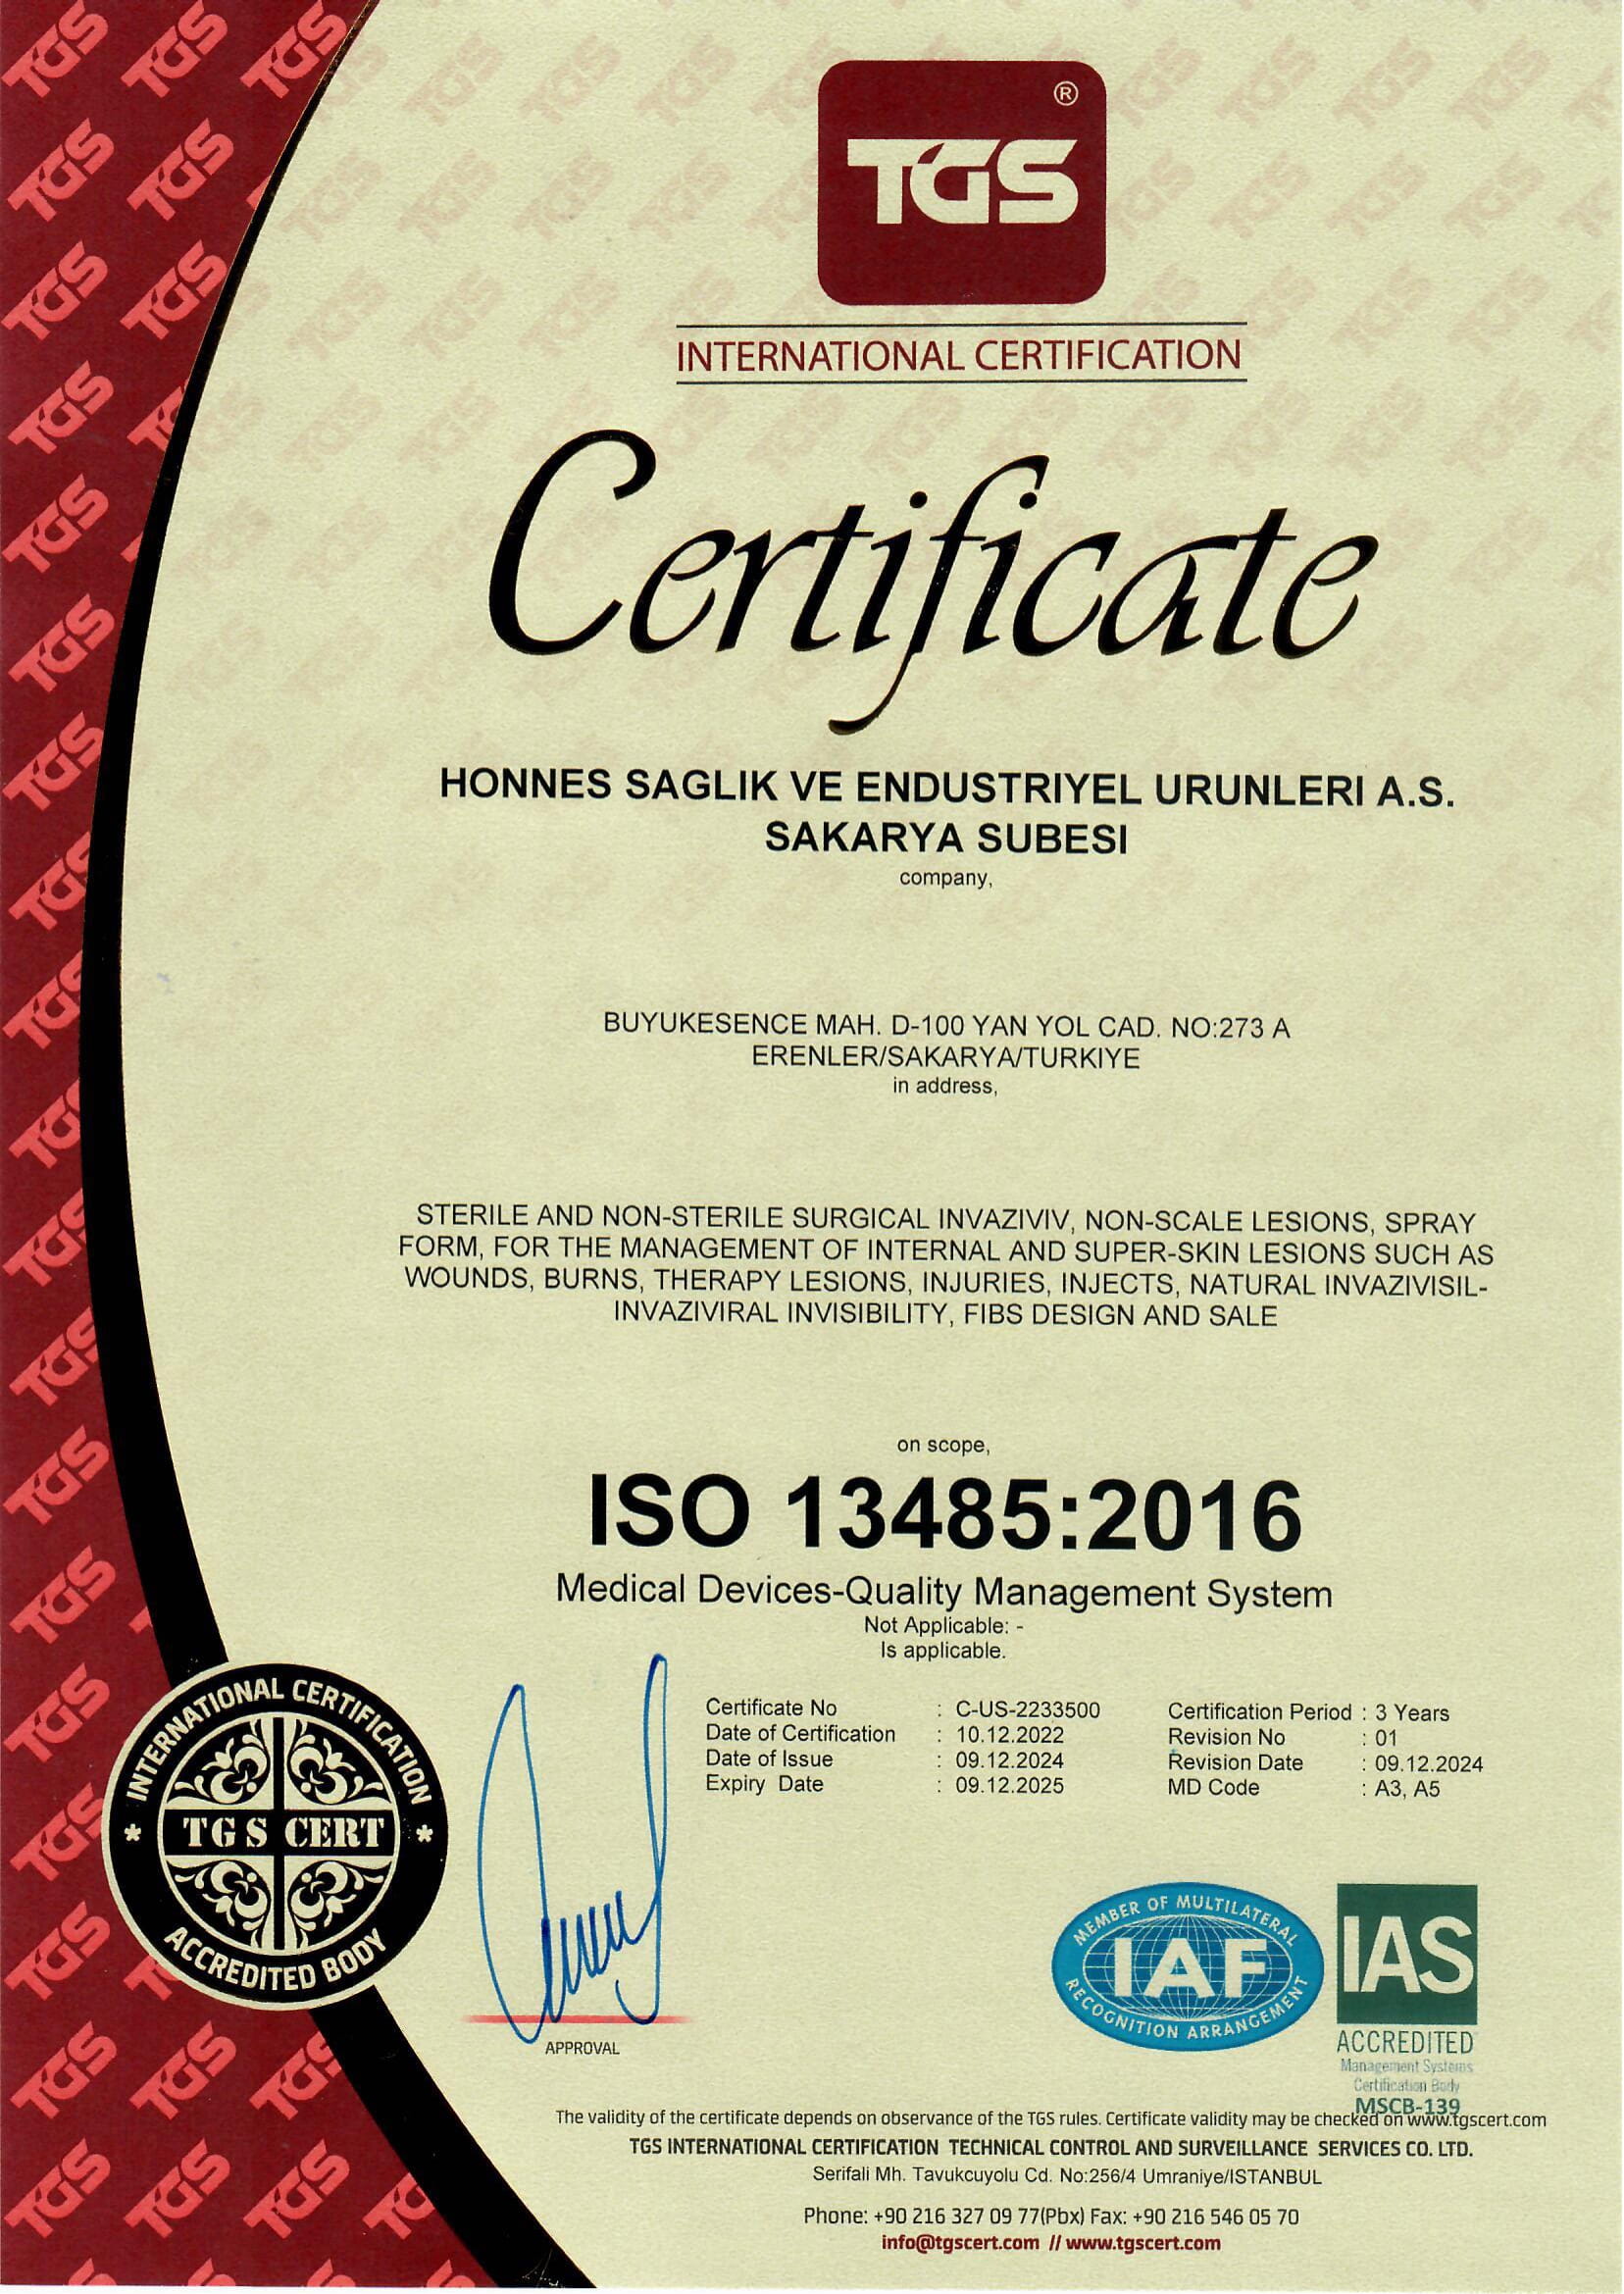 TGS ®
INTERNATIONAL CERTIFICATION
Certificate
HONNES SAGLIK VE ENDUSTRIYEL URUNLERI A.S.
SAKARYA SUBESI
company,
BUYUKESENCE MAH. D-100 YAN YOL CAD. NO:273 A
ERENLER/SAKARYA/TURKIYE
in address,
STERILE AND NON-STERILE SURGICAL INVAZIVIV, NON-SCALE LESIONS, SPRAY
FORM, FOR THE MANAGEMENT OF INTERNAL AND SUPER-SKIN LESIONS SUCH AS
WOUNDS, BURNS, THERAPY LESIONS, INJURIES, INJECTS, NATURAL INVAZIVISIL-
INVAZIVIRAL INVISIBILITY, FIBS DESIGN AND SALE
on scope,
ISO 13485:2016
Medical Devices-Quality Management System
Not Applicable: -
Is applicable.
Certificate No : C-US-2233500
Date of Certification : 10.12.2022
Date of Issue : 09.12.2024
Expiry Date : 09.12.2025
Certification Period : 3 Years
Revision No : 01
Revision Date : 09.12.2024
MD Code : A3, A5
INTERNATIONAL CERTIFICATION
* TGS CERT *
ACCREDITED BODY
APPROVAL
MEMBER OF MULTILATERAL
IAF
RECOGNITION ARRANGEMENT
IAS
ACCREDITED
Management Systems
Certification Body
MSCB-139
The validity of the certificate depends on observance of the TGS rules. Certificate validity may be checked on www.tgscert.com
TGS INTERNATIONAL CERTIFICATION TECHNICAL CONTROL AND SURVEILLANCE SERVICES CO. LTD.
Serifali Mh. Tavukcuyolu Cd. No:256/4 Umraniye/ISTANBUL
Phone: +90 216 327 09 77(Pbx) Fax: +90 216 546 05 70
info@tgscert.com // www.tgscert.com